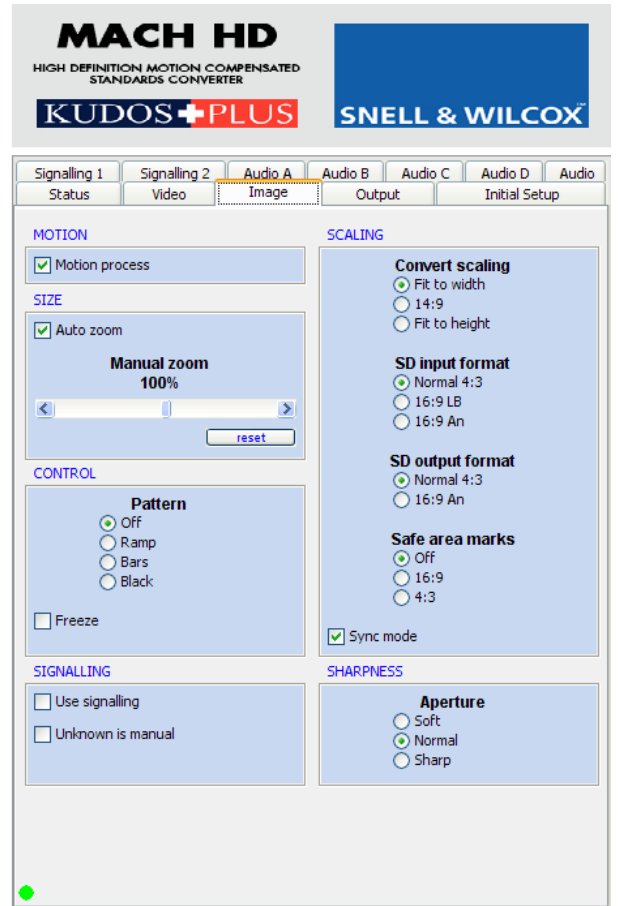 MACH HD
HIGH DEFINITION MOTION COMPENSATED
STANDARDS CONVERTER
KUDOS PLUS
SNELL & WILCOX™
Signalling 1 Signalling 2 Audio A Audio B Audio C Audio D Audio
Status Video Image Output Initial Setup
MOTION
Motion process
SIZE
Auto zoom
Manual zoom
100%
reset
CONTROL
Pattern
Off
Ramp
Bars
Black
Freeze
SIGNALLING
Use signalling
Unknown is manual
SCALING
Convert scaling
Fit to width
14:9
Fit to height
SD input format
Normal 4:3
16:9 LB
16:9 An
SD output format
Normal 4:3
16:9 An
Safe area marks
Off
16:9
4:3
Sync mode
SHARPNESS
Aperture
Soft
Normal
Sharp